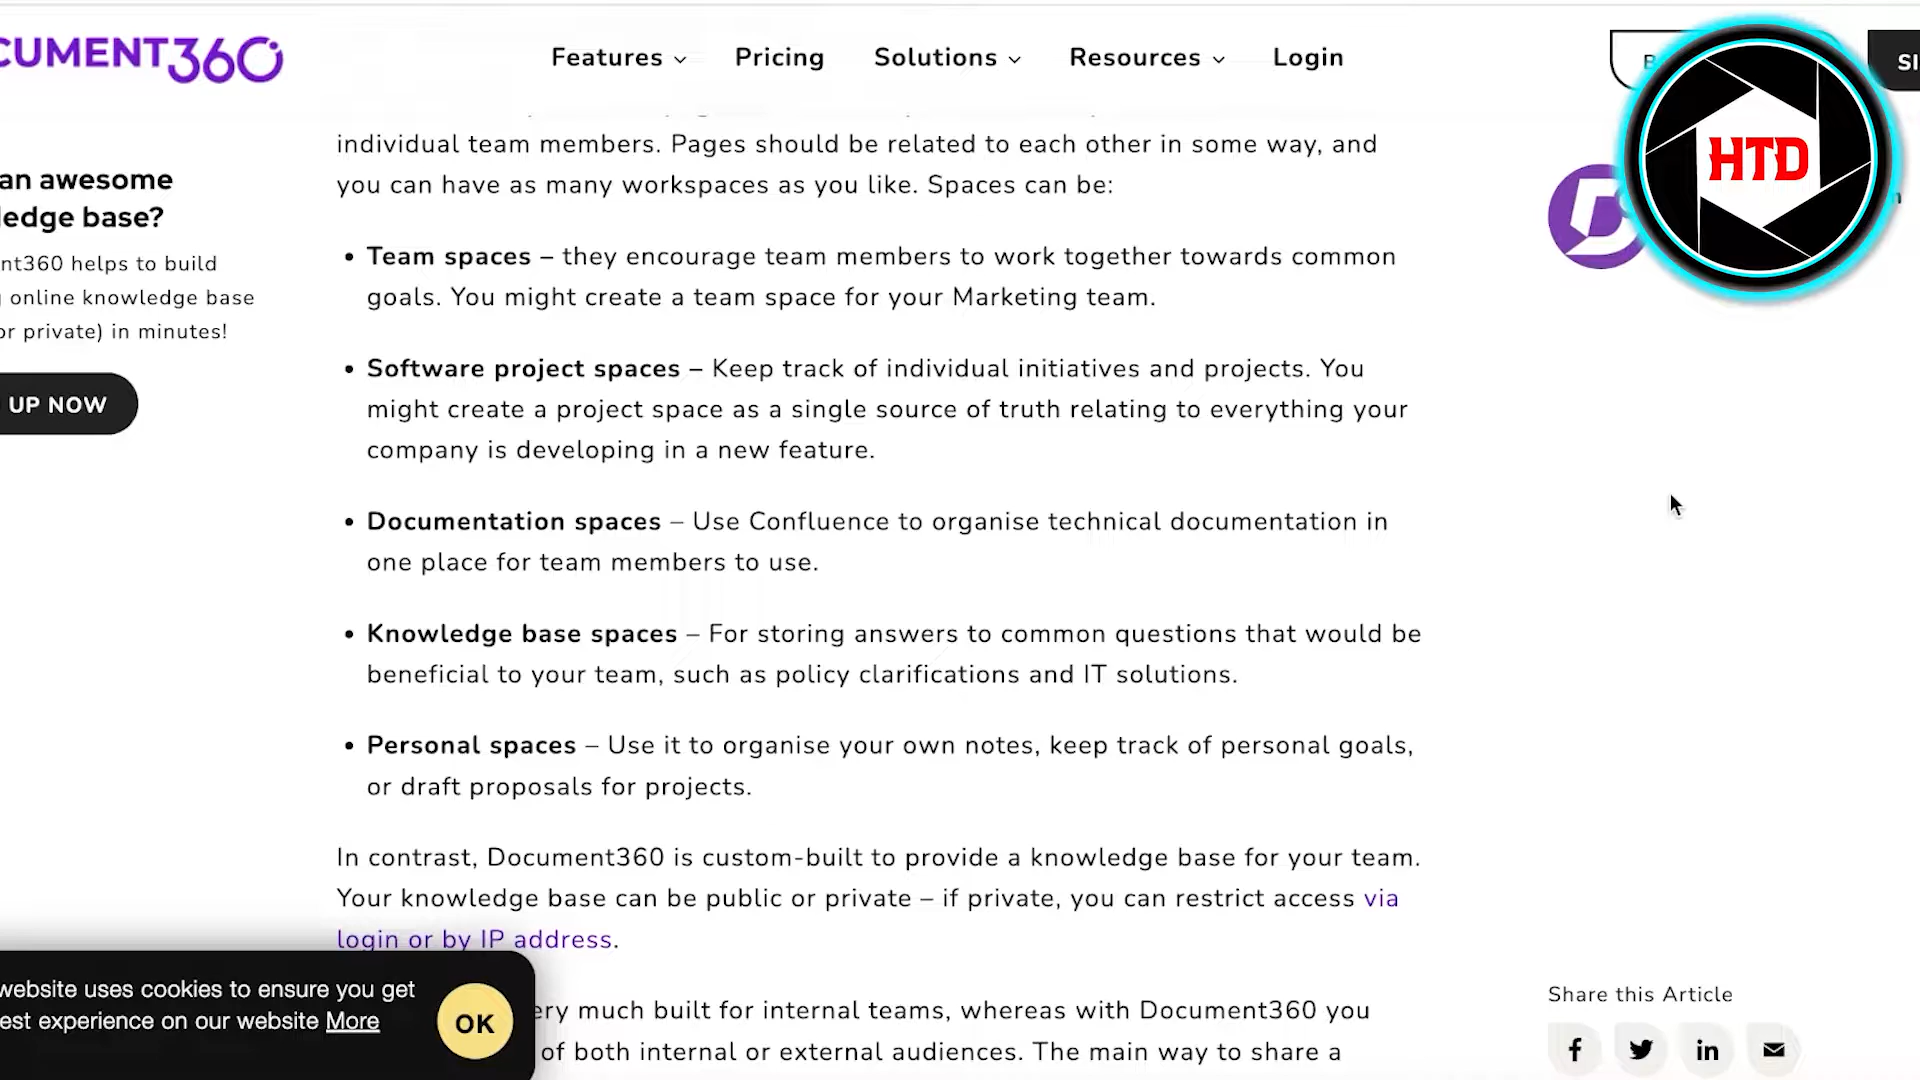 CUMENT360
Features
Pricing
Solutions
Resources
Login
SI
HTD
an awesome
ledge base?
nt360 helps to build
online knowledge base
or private) in minutes!
UP NOW
individual team members. Pages should be related to each other in some way, and
you can have as many workspaces as you like. Spaces can be:
• Team spaces – they encourage team members to work together towards common
goals. You might create a team space for your Marketing team.
• Software project spaces – Keep track of individual initiatives and projects. You
might create a project space as a single source of truth relating to everything your
company is developing in a new feature.
• Documentation spaces – Use Confluence to organise technical documentation in
one place for team members to use.
• Knowledge base spaces – For storing answers to common questions that would be
beneficial to your team, such as policy clarifications and IT solutions.
• Personal spaces – Use it to organise your own notes, keep track of personal goals,
or draft proposals for projects.
In contrast, Document360 is custom-built to provide a knowledge base for your team.
Your knowledge base can be public or private – if private, you can restrict access via
login or by IP address.
ery much built for internal teams, whereas with Document360 you
of both internal or external audiences. The main way to share a
website uses cookies to ensure you get
est experience on our website More
OK
Share this Article